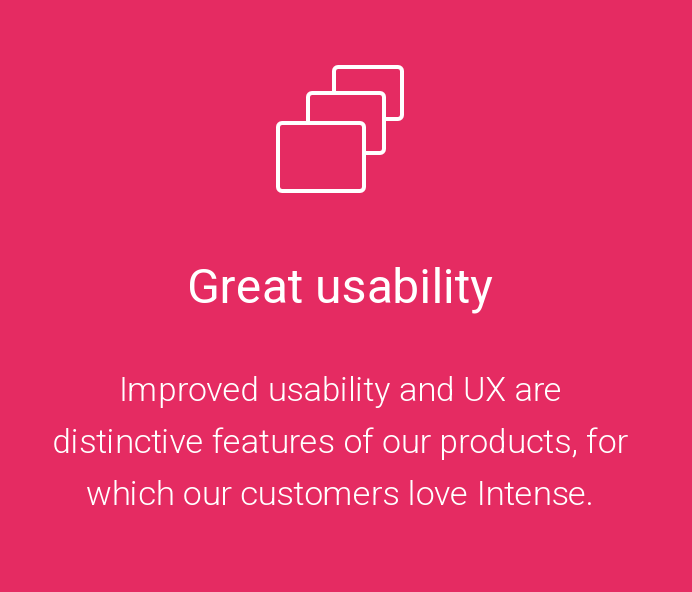 Great usability
Improved usability and UX are
distinctive features of our products, for
which our customers love Intense.